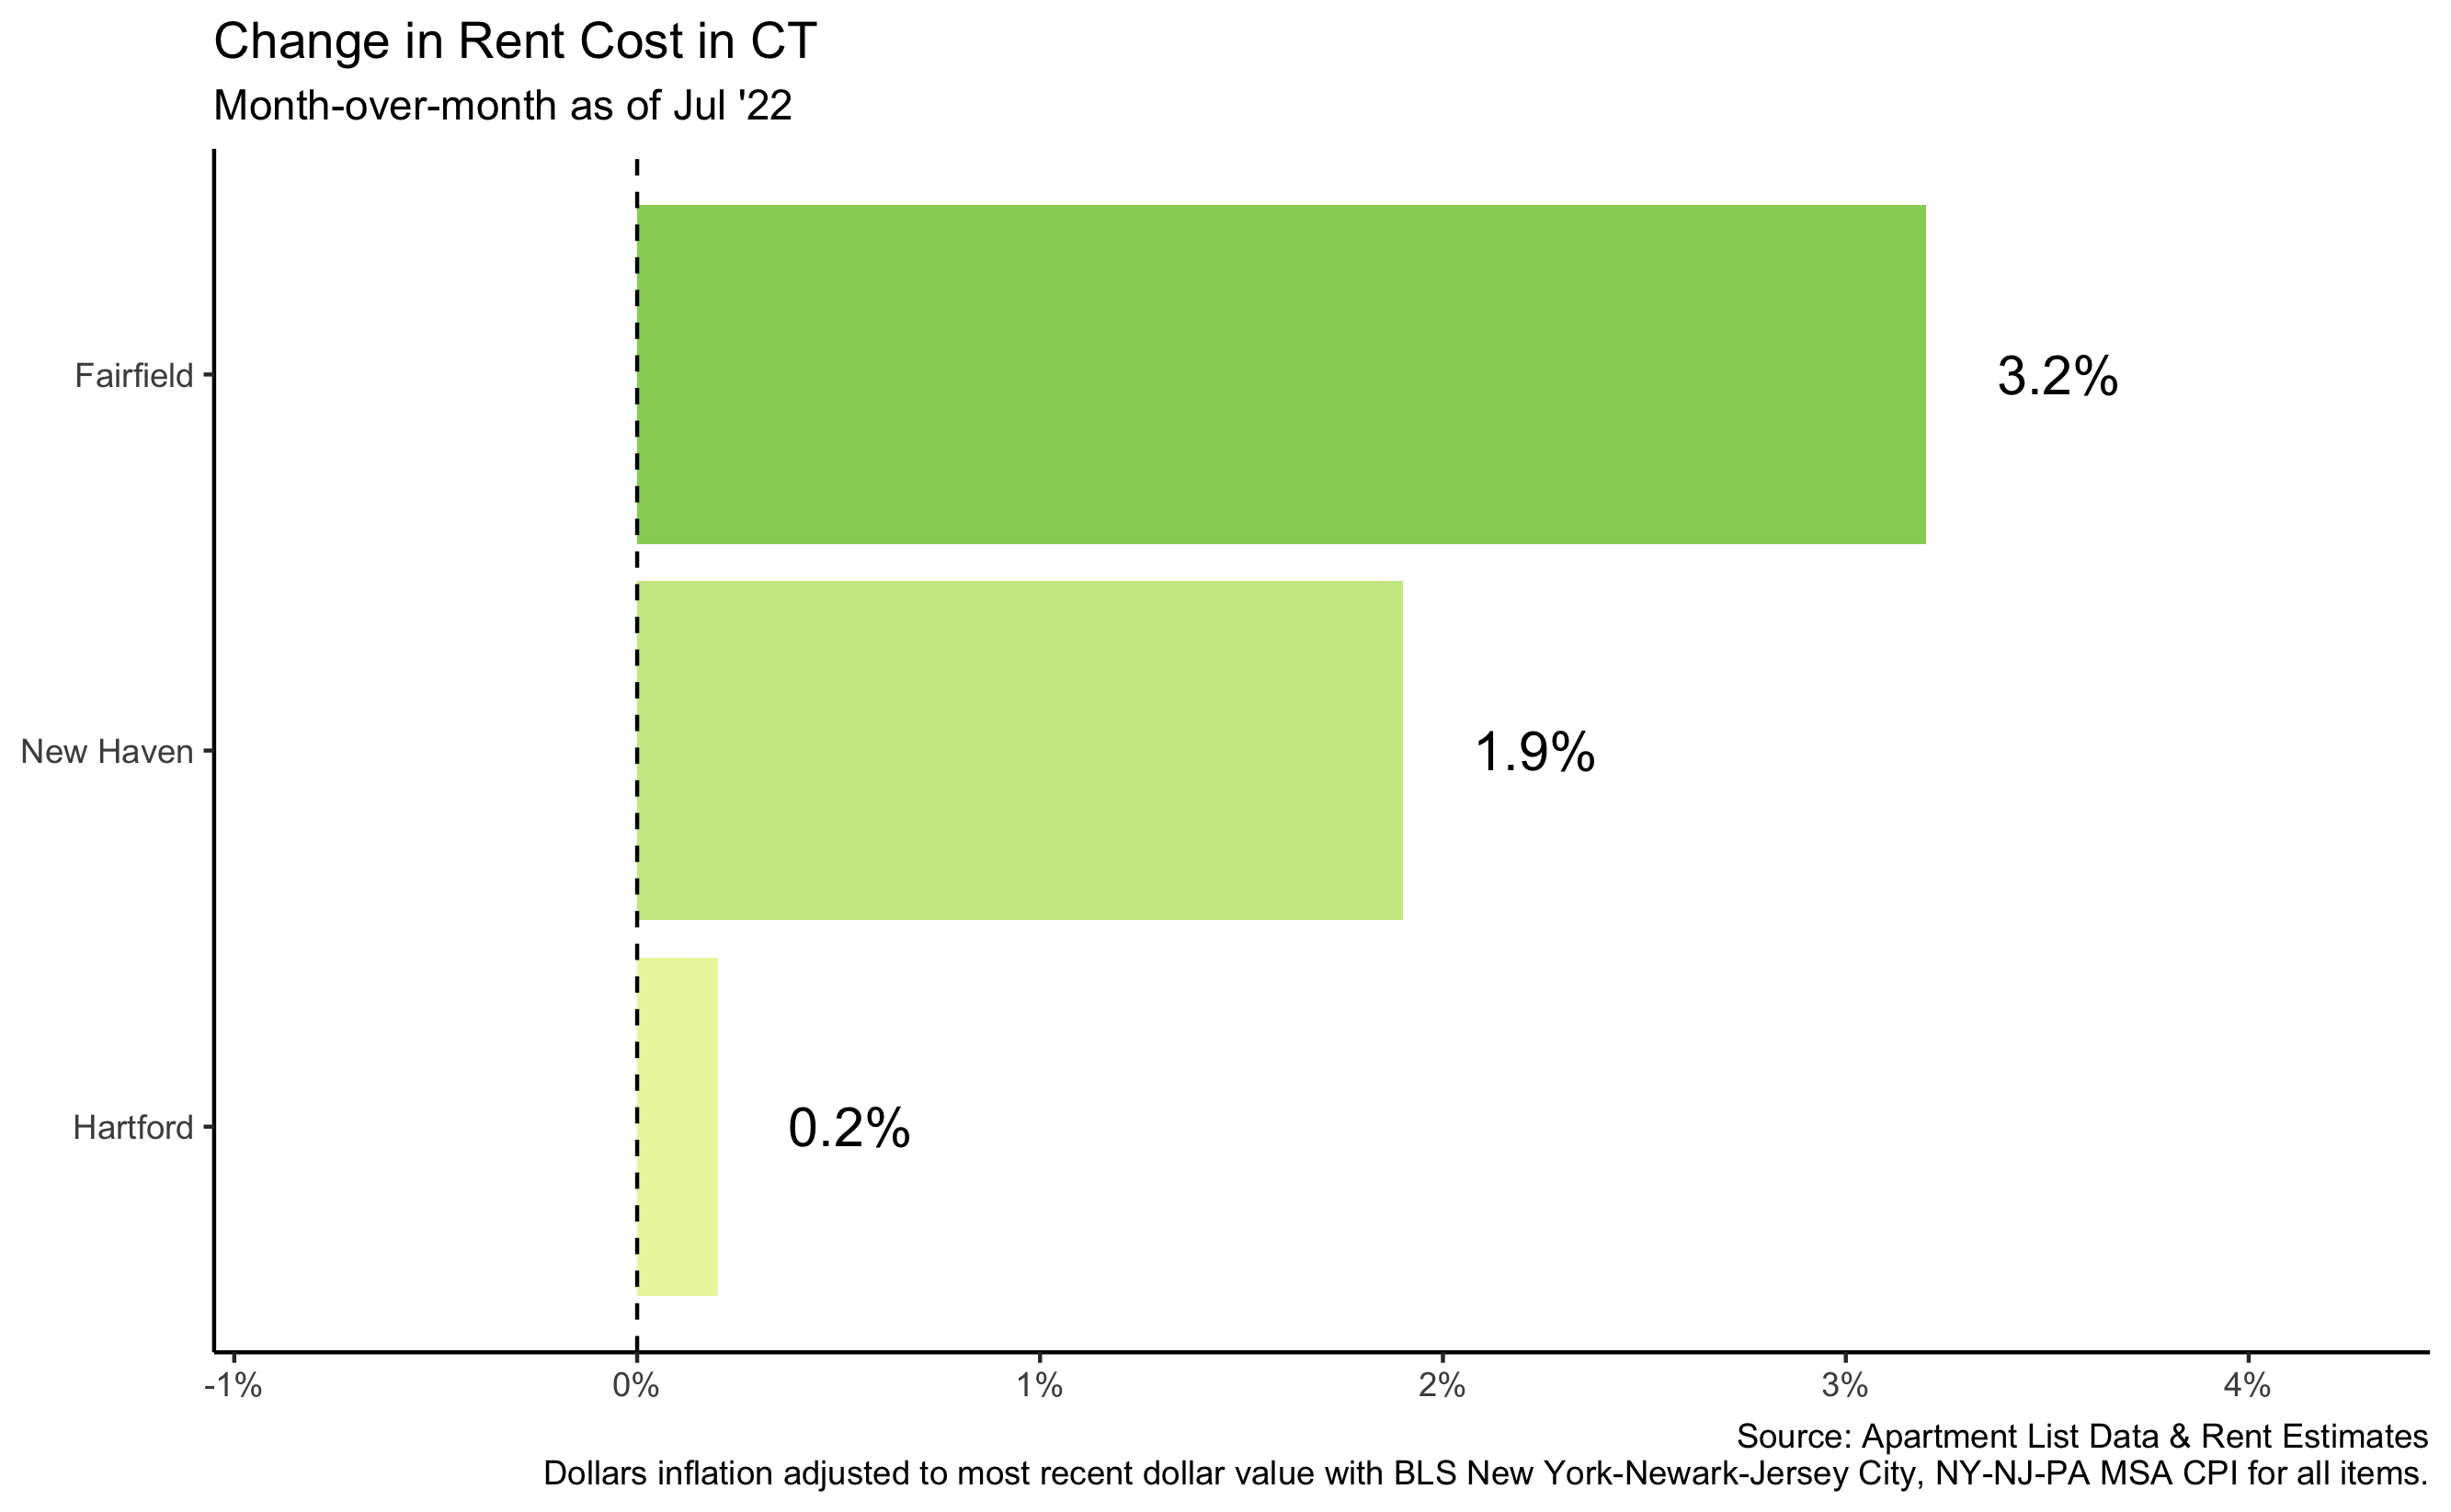 Change in Rent Cost in CT
Month-over-month as of Jul '22
Fairfield
3.2%
New Haven
1.9%
Hartford
0.2%
-1%
0%
1%
2%
3%
4%
Source: Apartment List Data & Rent Estimates
Dollars inflation adjusted to most recent dollar value with BLS New York-Newark-Jersey City, NY-NJ-PA MSA CPI for all items.